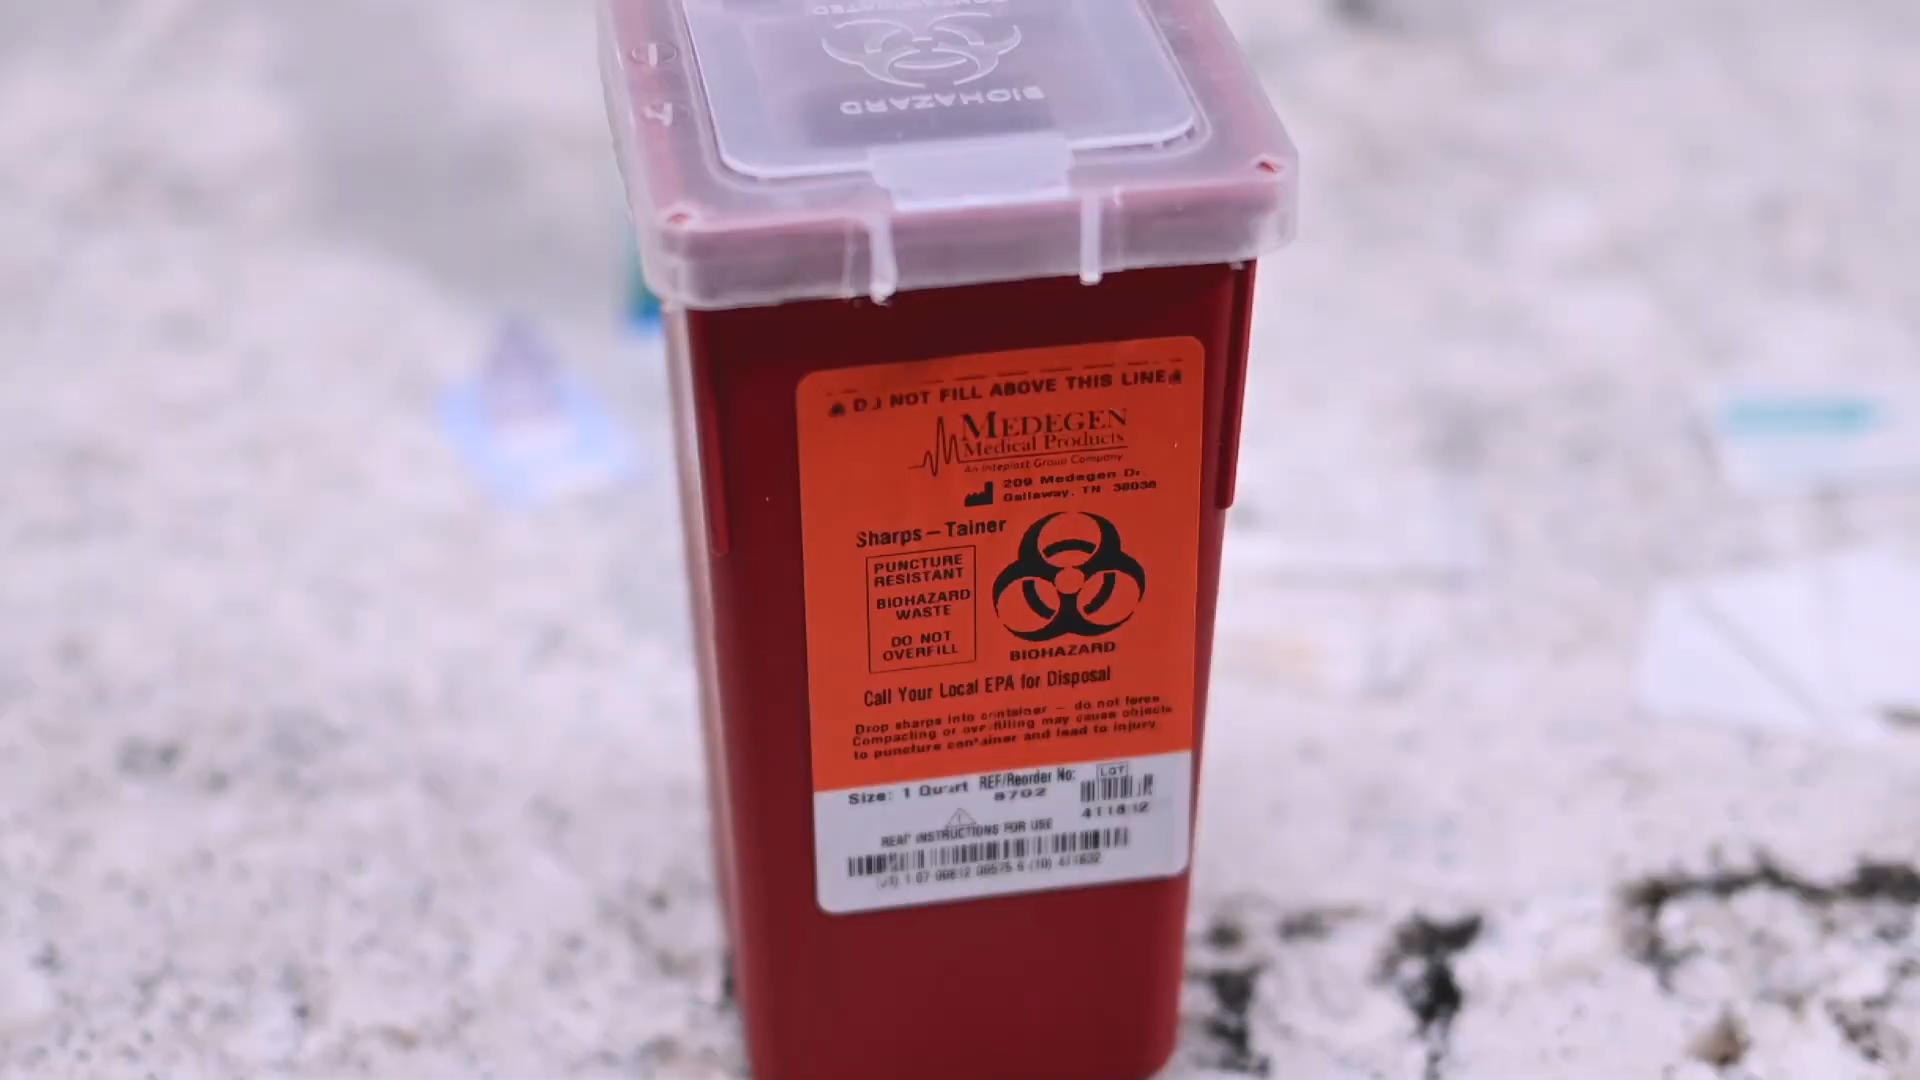 CONTAMINATED
BIOHAZARD
DO NOT FILL ABOVE THIS LINE
MEDEGEN
Medical Products
An Inteplast Group Company
209 Medegen Dr
Gallaway, TN 38036
Sharps-Tainer
PUNCTURE
RESISTANT
BIOHAZARD
WASTE
DO NOT
OVERFILL
BIOHAZARD
Call Your Local EPA for Disposal
Drop sharps into container – do not force
Compacting or overfilling may cause objects
to puncture container and lead to injury
Size: 1 Quart REF/Reorder No: LOT
8702
READ INSTRUCTIONS FOR USE